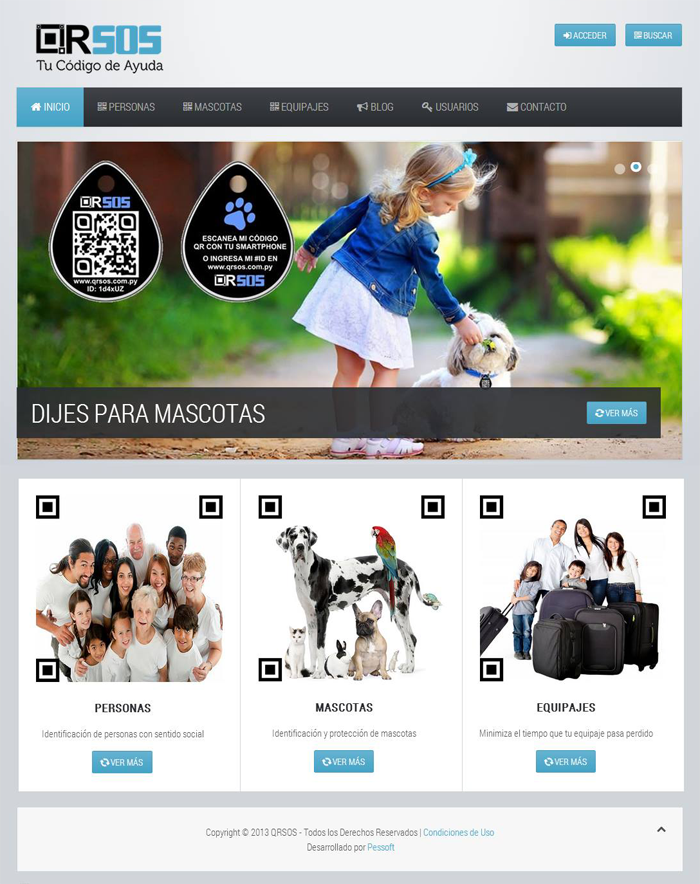 QRSOS
Tu Código de Ayuda
ACCEDER
BUSCAR
INICIO
PERSONAS
MASCOTAS
EQUIPAJES
BLOG
USUARIOS
CONTACTO
QRSOS
www.qrsos.com.py
ID: 1d4xUZ
ESCANEA MI CÓDIGO
QR CON TU SMARTPHONE
O INGRESA MI #ID EN
www.qrsos.com.py
QRSOS
DIJES PARA MASCOTAS
VER MÁS
PERSONAS
Identificación de personas con sentido social
VER MÁS
MASCOTAS
Identificación y protección de mascotas
VER MÁS
EQUIPAJES
Minimiza el tiempo que tu equipaje pasa perdido
VER MÁS
Copyright © 2013 QRSOS - Todos los Derechos Reservados | Condiciones de Uso
Desarrollado por Pessoft